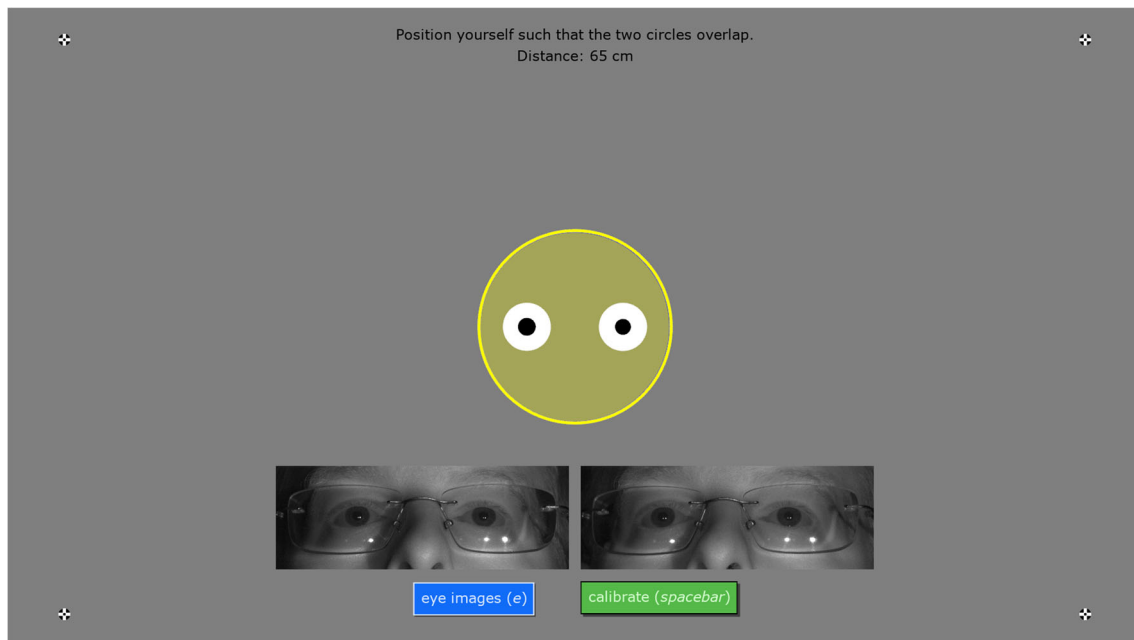 Position yourself such that the two circles overlap.
Distance: 65 cm
eye images (e)
calibrate (spacebar)